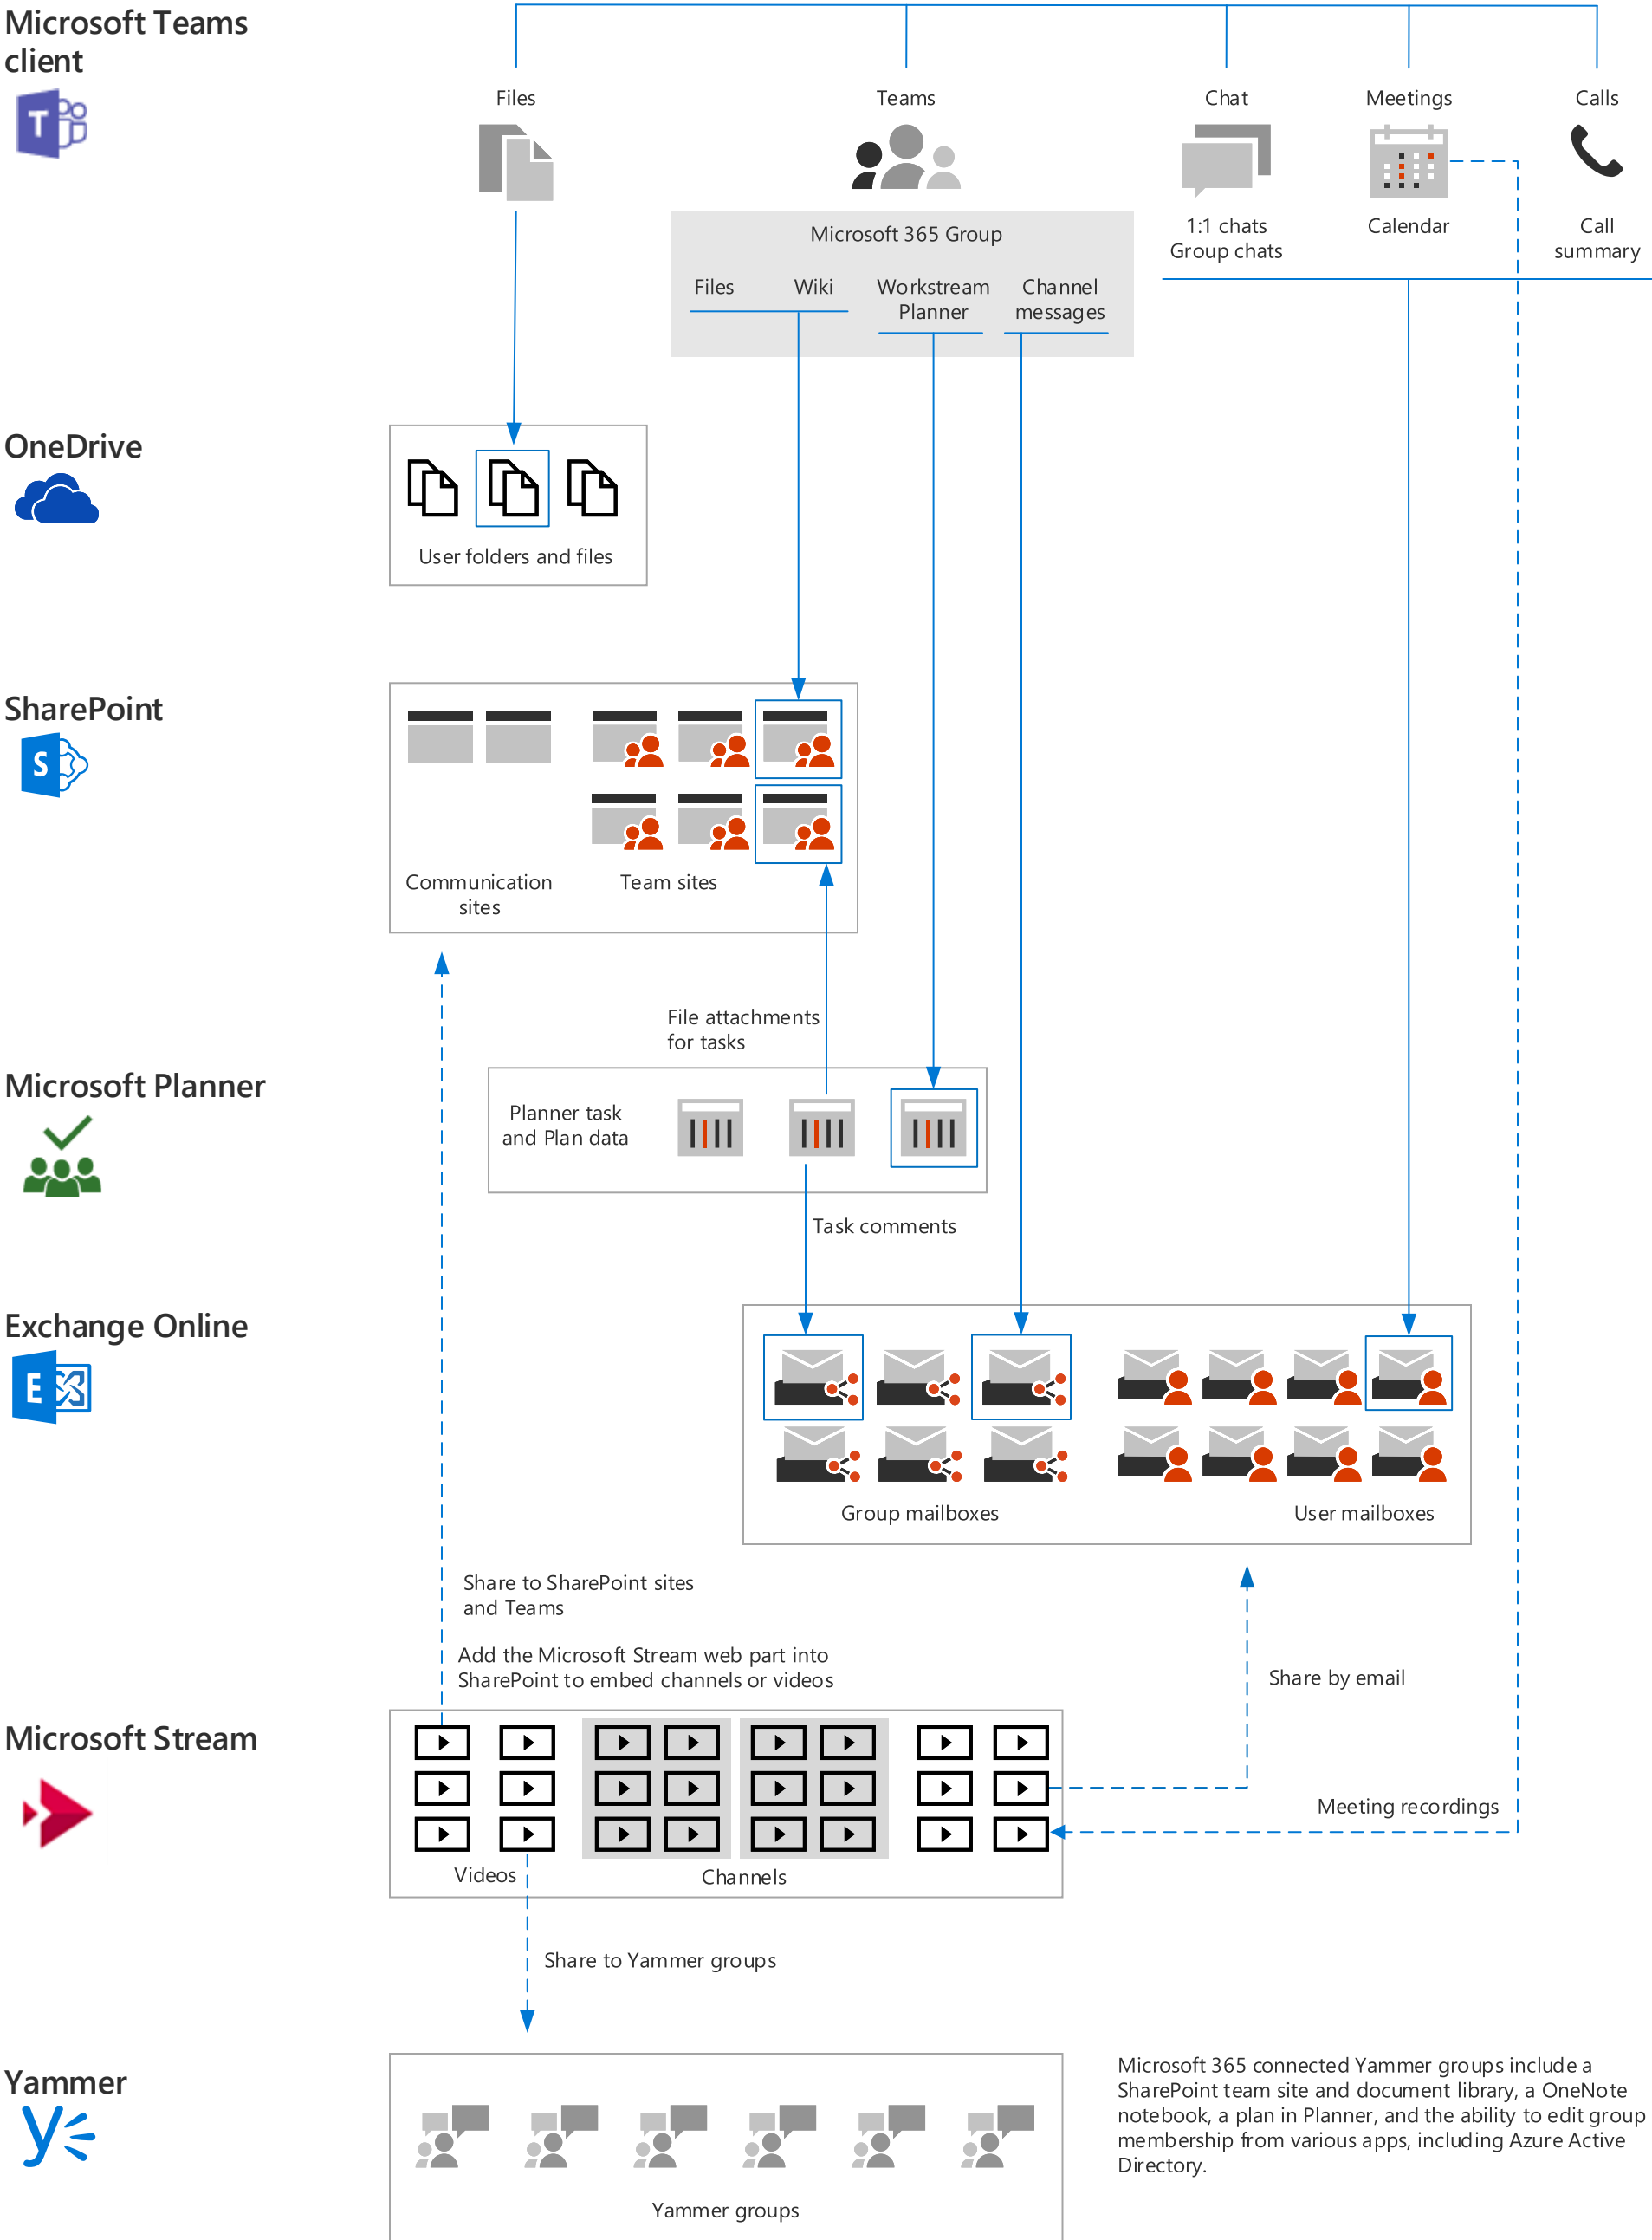 Microsoft Teams
client
T
Files
Teams
Chat
Meetings
Calls
1:1 chats
Group chats
Calendar
Call
summary
Microsoft 365 Group
Files
Wiki
Workstream
Planner
Channel
messages
OneDrive
User folders and files
SharePoint
S
Communication
sites
Team sites
File attachments
for tasks
Microsoft Planner
Planner task
and Plan data
Task comments
Exchange Online
E
Group mailboxes
User mailboxes
Share to SharePoint sites
and Teams
Add the Microsoft Stream web part into
SharePoint to embed channels or videos
Share by email
Microsoft Stream
Meeting recordings
Videos
Channels
Share to Yammer groups
Yammer
y
Yammer groups
Microsoft 365 connected Yammer groups include a
SharePoint team site and document library, a OneNote
notebook, a plan in Planner, and the ability to edit group
membership from various apps, including Azure Active
Directory.